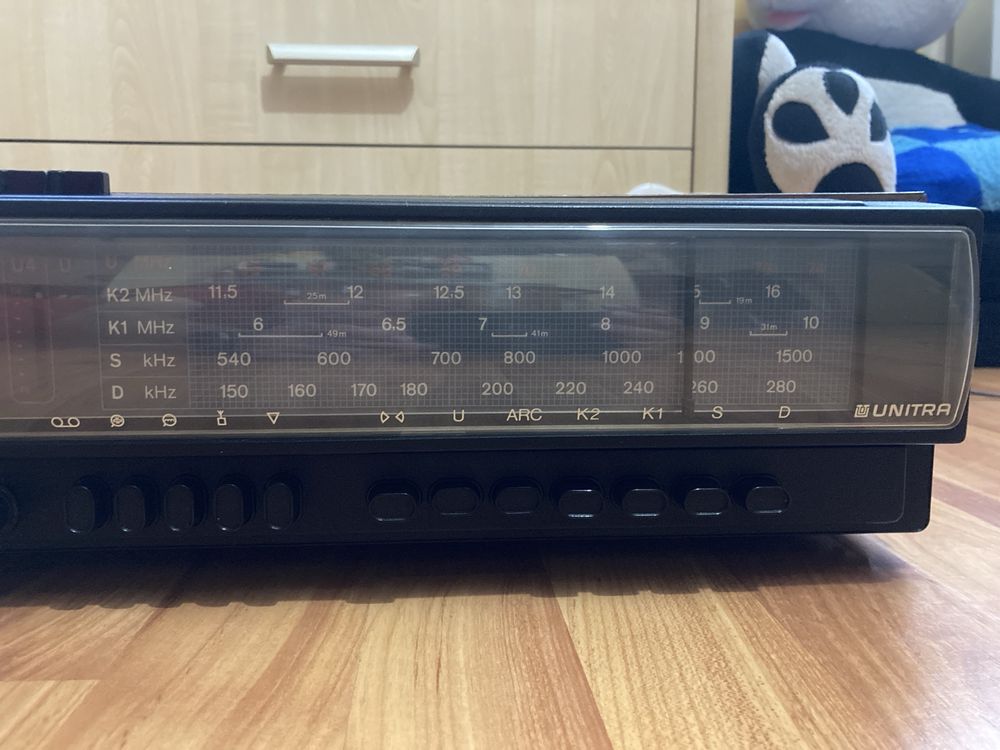 U4 U U
K2 MHz 11,5 25m 12 12,5 13 14 19m 16
K1 MHz 6 49m 6.5 7 41m 8 9 31m 10
S kHz 540 600 700 800 1000 1500
D kHz 150 160 170 180 200 220 240 260 280
U ARC K2 K1 S D
UNITRA